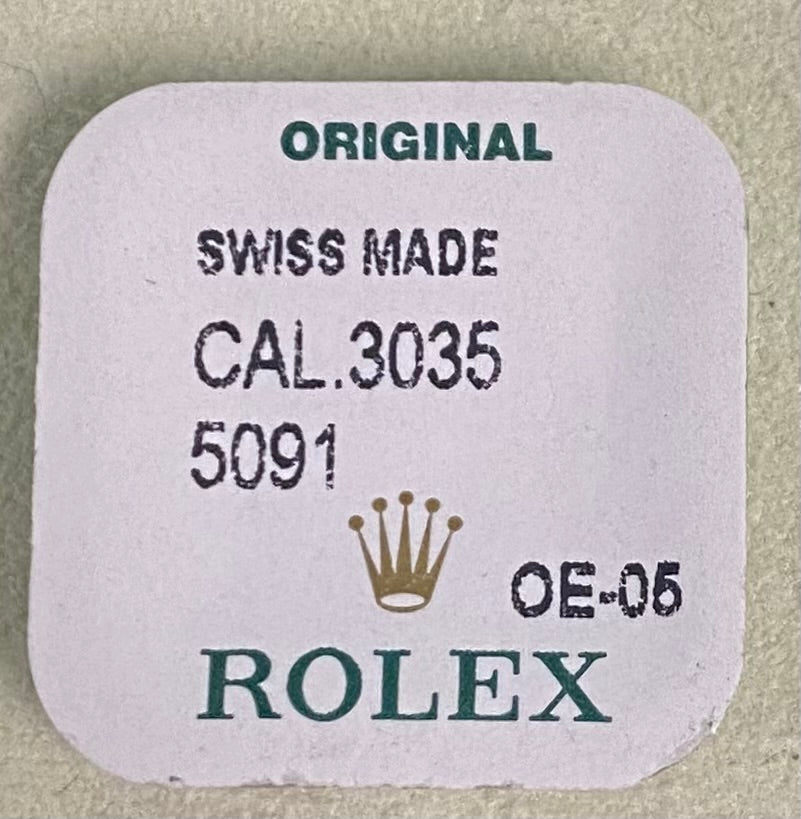 ORIGINAL
SWISS MADE
CAL.3035
5091
OE-05
ROLEX